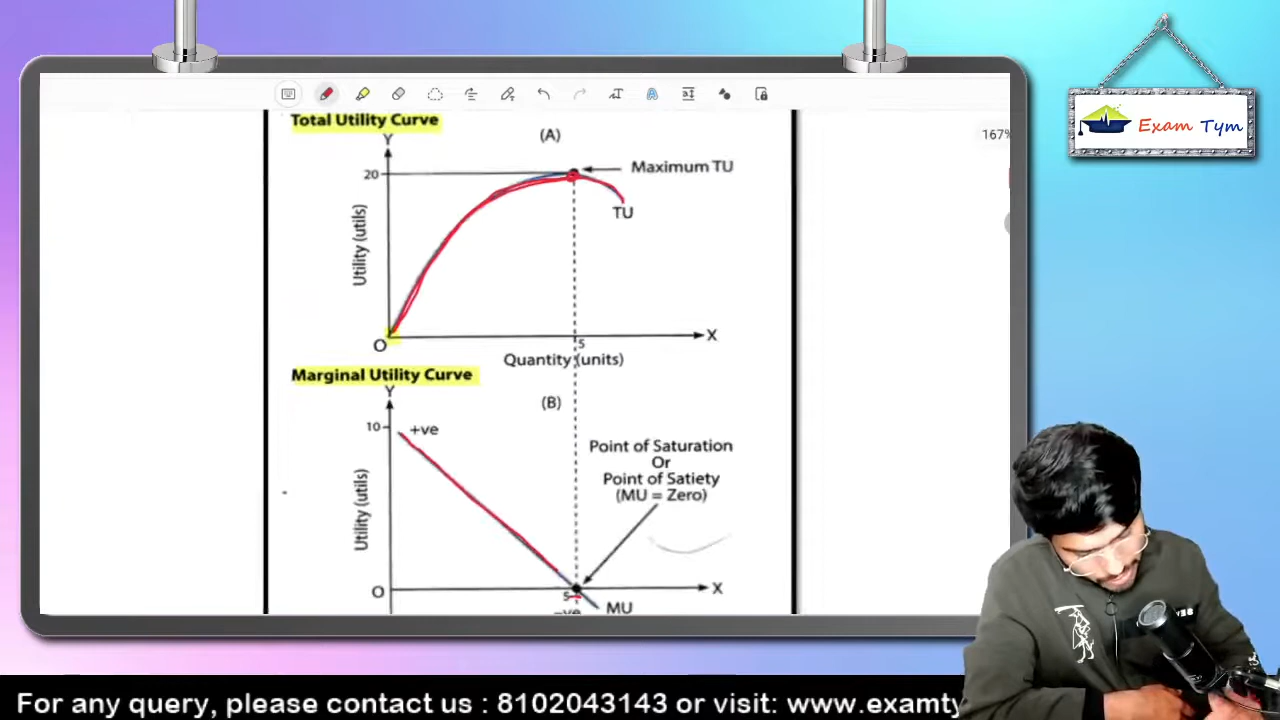 Exam Tym
167%
Total Utility Curve
(A)
Y
20
Maximum TU
TU
Utility (utils)
O
X
5
Quantity (units)
Marginal Utility Curve
Y
(B)
10
+ve
Point of Saturation
Or
Point of Satiety
(MU = Zero)
Utility (utils)
O
X
5
-ve
MU
For any query, please contact us : 8102043143 or visit: www.examty